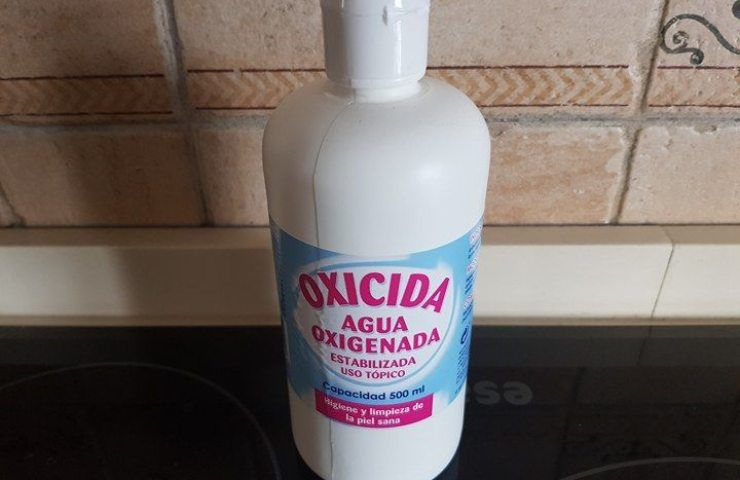 OXICIDA
AGUA
OXIGENADA
ESTABILIZADA
USO TÓPICO
Capacidad 500 ml
Higiene y limpieza de
la piel sana